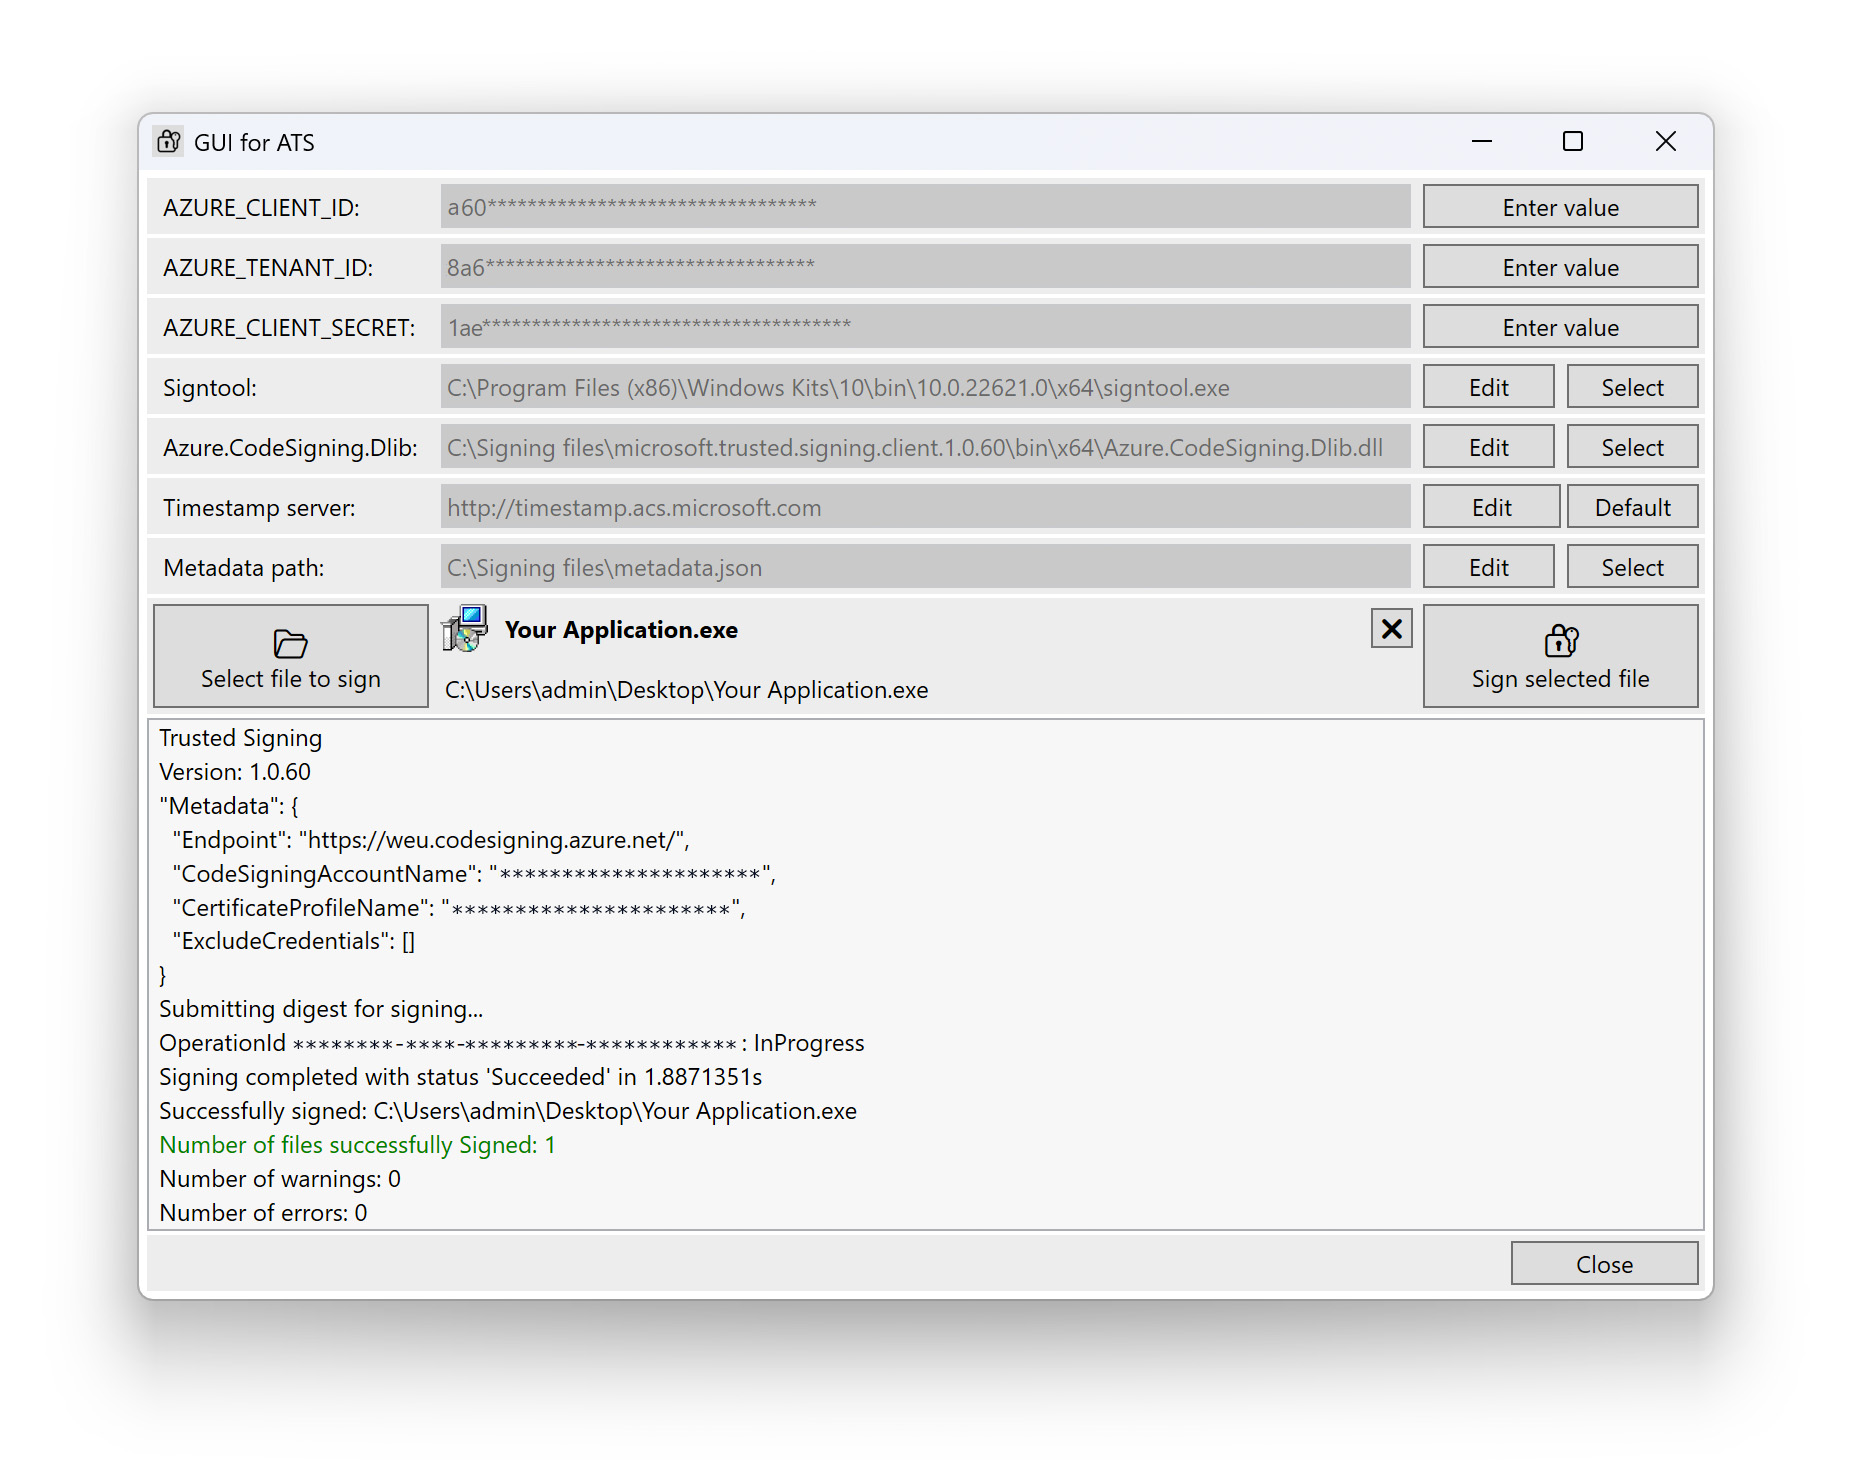 GUI for ATS
AZURE_CLIENT_ID: a60********************************* Enter value
AZURE_TENANT_ID: 8a6********************************* Enter value
AZURE_CLIENT_SECRET: 1ae************************************* Enter value
Signtool: C:\Program Files (x86)\Windows Kits\10\bin\10.0.22621.0\x64\signtool.exe Edit Select
Azure.CodeSigning.Dlib: C:\Signing files\microsoft.trusted.signing.client.1.0.60\bin\x64\Azure.CodeSigning.Dlib.dll Edit Select
Timestamp server: http://timestamp.acs.microsoft.com Edit Default
Metadata path: C:\Signing files\metadata.json Edit Select
Your Application.exe
Select file to sign C:\Users\admin\Desktop\Your Application.exe Sign selected file
Trusted Signing
Version: 1.0.60
"Metadata": {
"Endpoint": "https://weu.codesigning.azure.net/",
"CodeSigningAccountName": "*********************",
"CertificateProfileName": "**********************",
"ExcludeCredentials": []
}
Submitting digest for signing...
OperationId ********-****-*********-************ : InProgress
Signing completed with status 'Succeeded' in 1.8871351s
Successfully signed: C:\Users\admin\Desktop\Your Application.exe
Number of files successfully Signed: 1
Number of warnings: 0
Number of errors: 0
Close